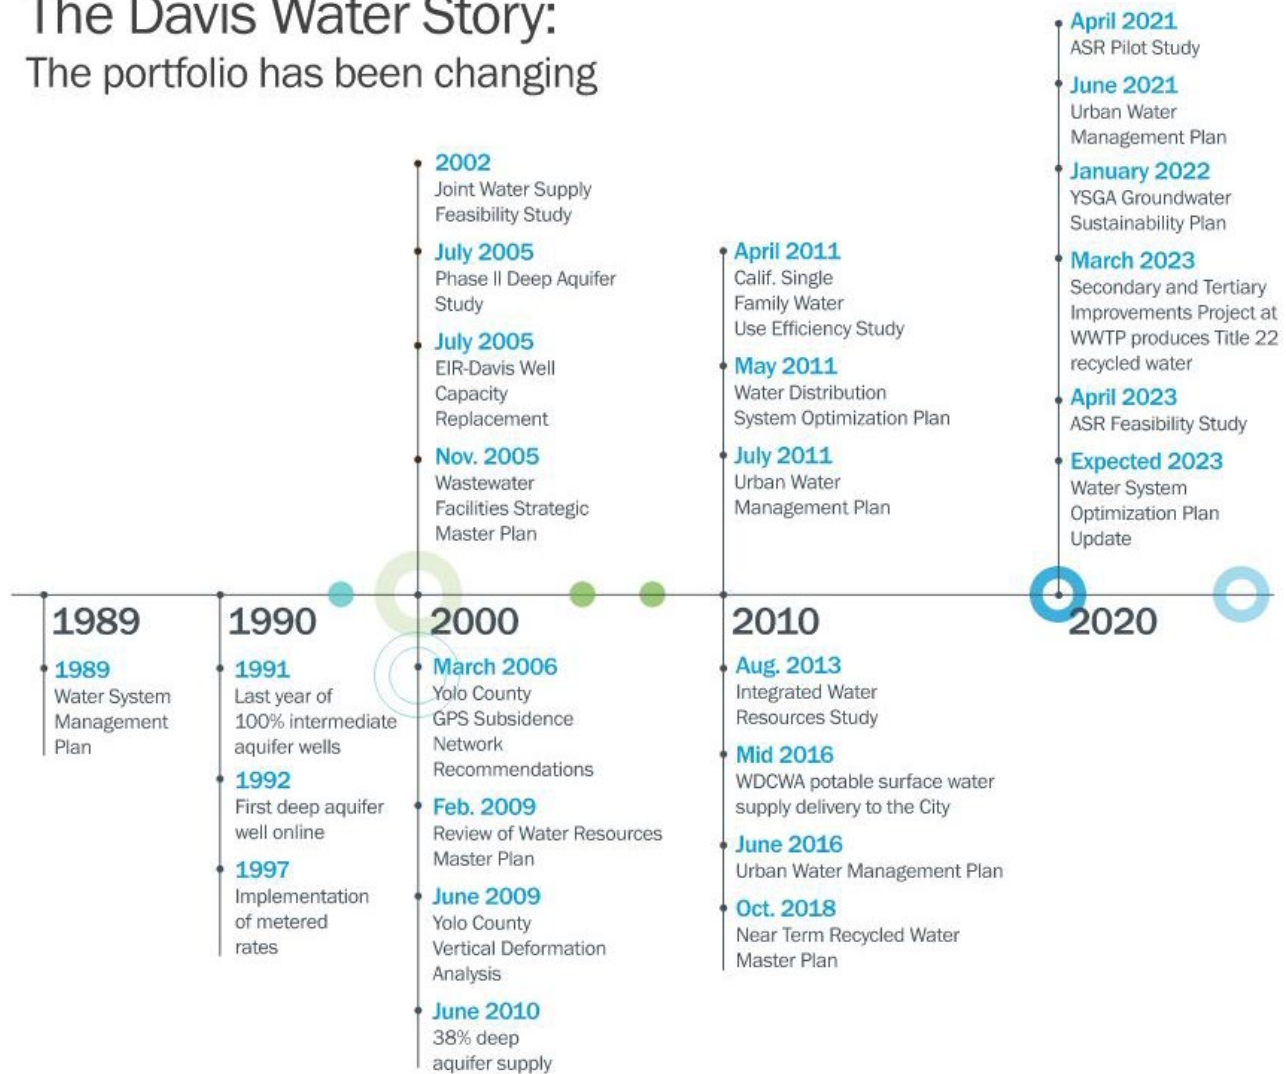 The Davis Water Story:
The portfolio has been changing
2002
Joint Water Supply
Feasibility Study
July 2005
Phase II Deep Aquifer
Study
July 2005
EIR-Davis Well
Capacity
Replacement
Nov. 2005
Wastewater
Facilities Strategic
Master Plan
April 2011
Calif. Single
Family Water
Use Efficiency Study
May 2011
Water Distribution
System Optimization Plan
July 2011
Urban Water
Management Plan
April 2021
ASR Pilot Study
June 2021
Urban Water
Management Plan
January 2022
YSGA Groundwater
Sustainability Plan
March 2023
Secondary and Tertiary
Improvements Project at
WWTP produces Title 22
recycled water
April 2023
ASR Feasibility Study
Expected 2023
Water System
Optimization Plan
Update
1989
1990
2000
2010
2020
1989
Water System
Management
Plan
1991
Last year of
100% intermediate
aquifer wells
1992
First deep aquifer
well online
1997
Implementation
of metered
rates
March 2006
Yolo County
GPS Subsidence
Network
Recommendations
Feb. 2009
Review of Water Resources
Master Plan
June 2009
Yolo County
Vertical Deformation
Analysis
June 2010
38% deep
aquifer supply
Aug. 2013
Integrated Water
Resources Study
Mid 2016
WDCWA potable surface water
supply delivery to the City
June 2016
Urban Water Management Plan
Oct. 2018
Near Term Recycled Water
Master Plan